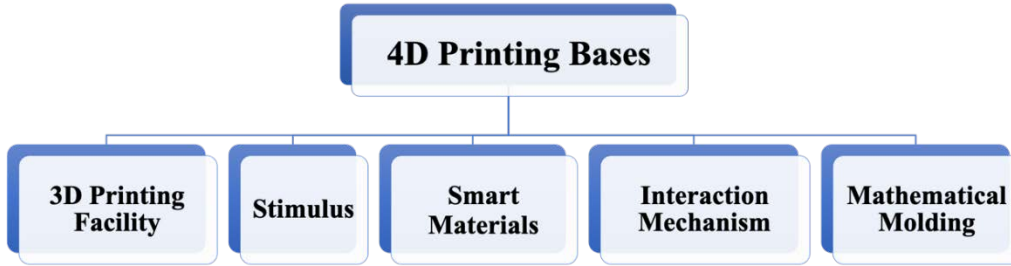 4D Printing Bases
3D Printing
Facility
Stimulus
Smart
Materials
Interaction
Mechanism
Mathematical
Molding